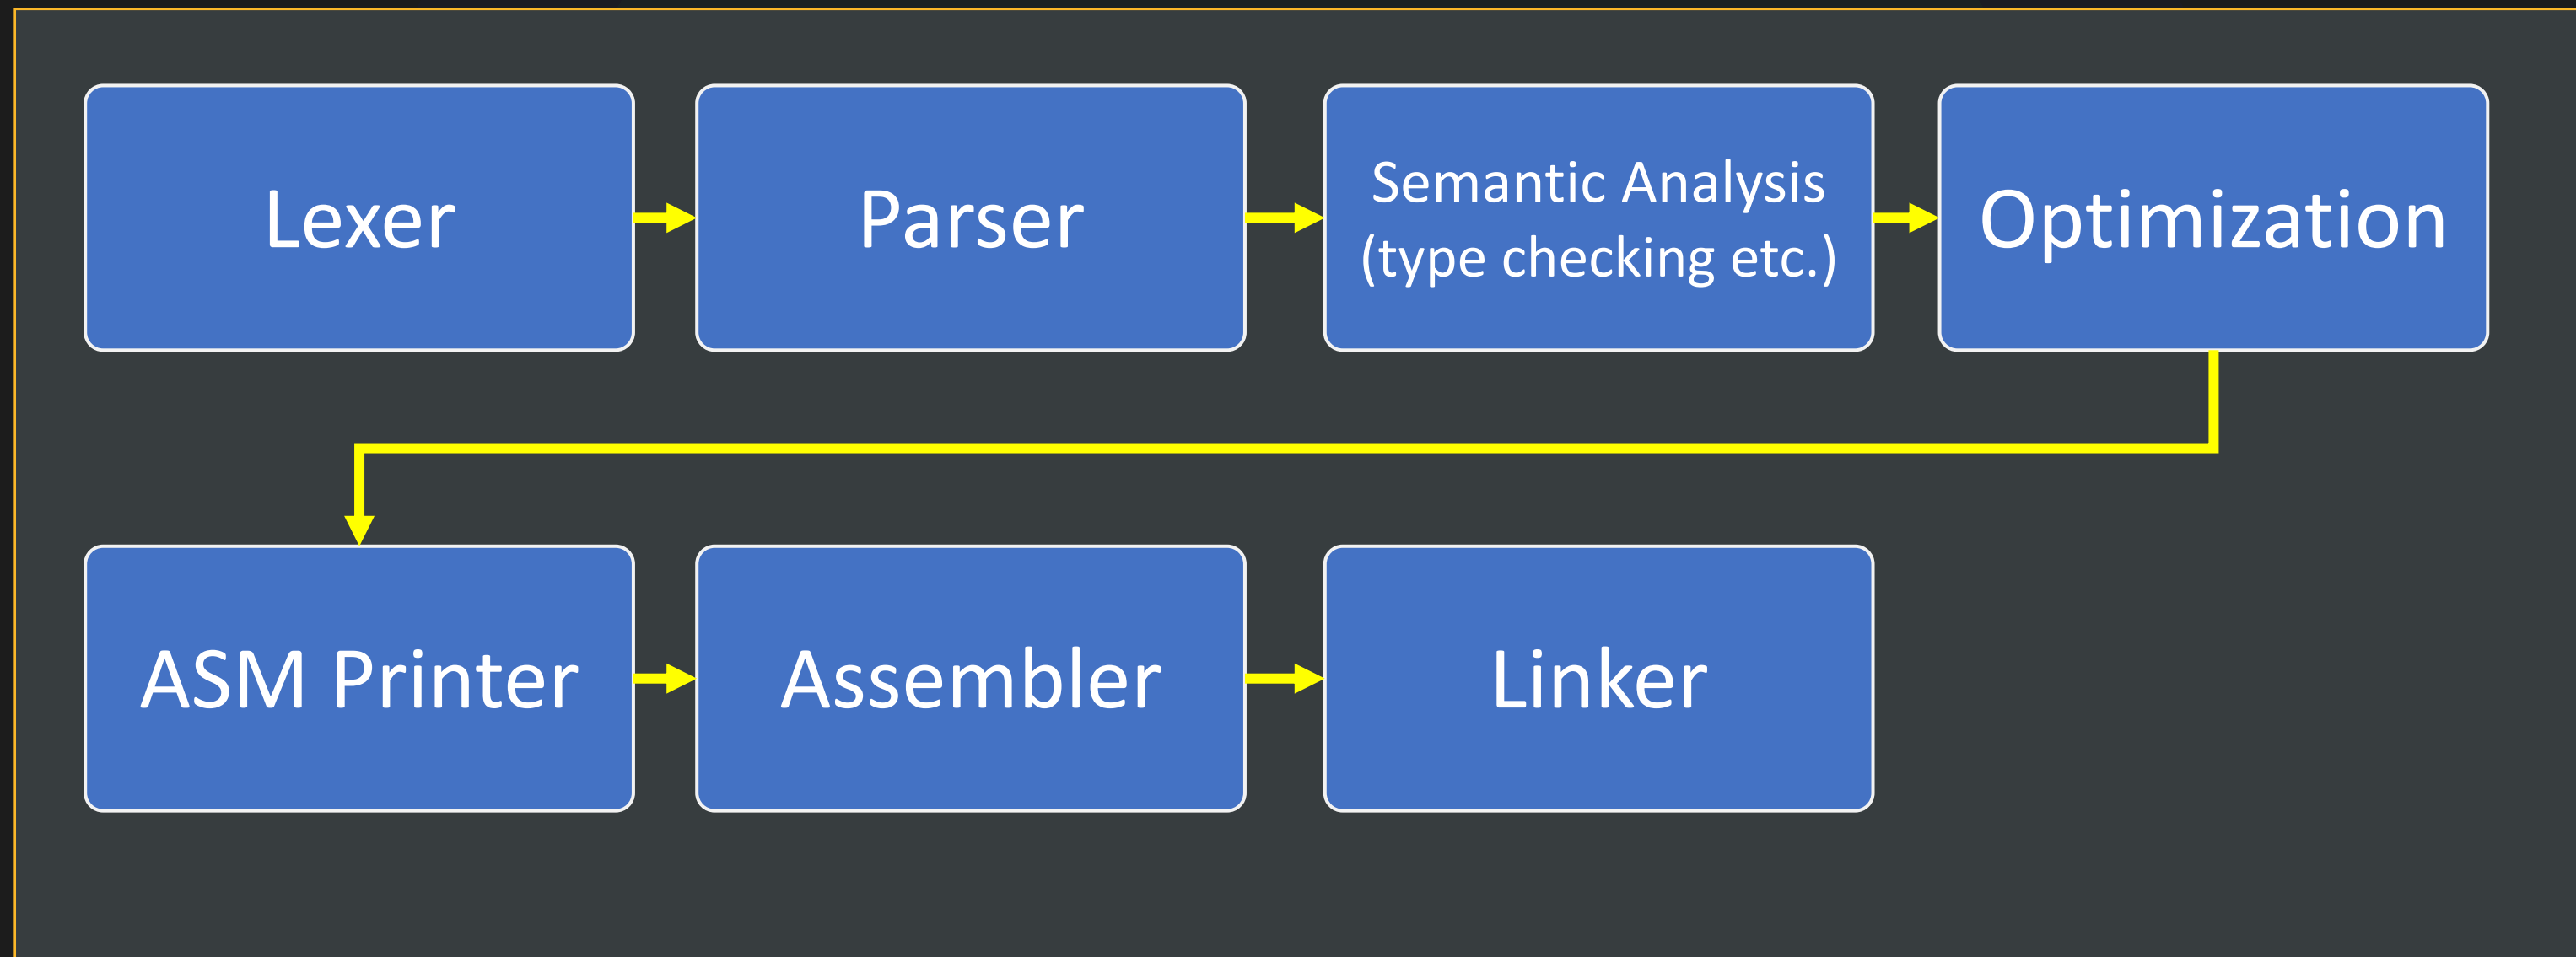 Lexer
Parser
Semantic Analysis
(type checking etc.)
Optimization
ASM Printer
Assembler
Linker